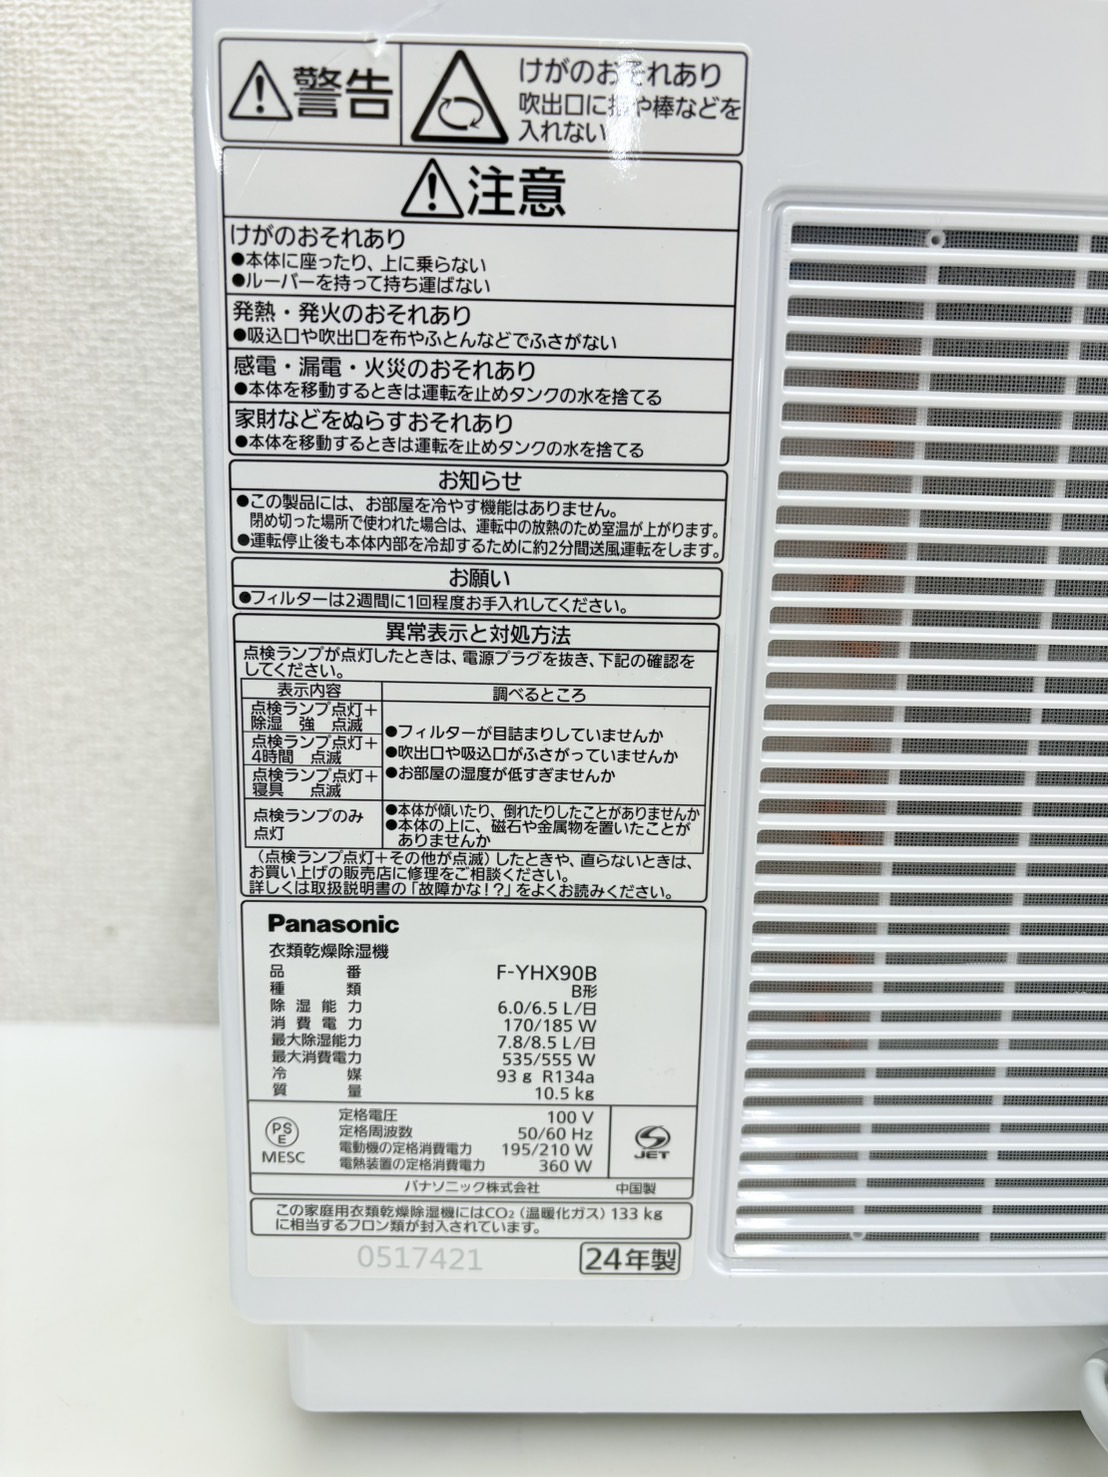 警告
けがのおそれあり
吹出口に指や棒などを
入れない
注意
けがのおそれあり
●本体に座ったり、上に乗らない
●ルーバーを持って持ち運ばない
発熱・発火のおそれあり
●吸込口や吹出口を布やふとんなどでふさがない
感電・漏電・火災のおそれあり
●本体を移動するときは運転を止めタンクの水を捨てる
家財などをぬらすおそれあり
●本体を移動するときは運転を止めタンクの水を捨てる
お知らせ
●この製品には、お部屋を冷やす機能はありません。
閉め切った場所で使われた場合は、運転中の放熱のため室温が上がります。
●運転停止後も本体内部を冷却するために約2分間送風運転をします。
お願い
●フィルターは2週間に1回程度お手入れしてください。
異常表示と対処方法
点検ランプが点灯したときは、電源プラグを抜き、下記の確認を
してください。
表示内容 調べるところ
点検ランプ点灯＋
除湿 強 点滅
点検ランプ点灯＋
4時間 点滅
点検ランプ点灯＋
寝具 点滅
●フィルターが目詰まりしていませんか
●吹出口や吸込口がふさがっていませんか
●お部屋の湿度が低すぎませんか
点検ランプのみ
点灯
●本体が傾いたり、倒れたりしたことがありませんか
●本体の上に、磁石や金属物を置いたことが
ありませんか
（点検ランプ点灯＋その他が点滅）したときや、直らないときは、
お買い上げの販売店に修理をご相談ください。
詳しくは取扱説明書の「故障かな！？」をよくお読みください。
Panasonic
衣類乾燥除湿機
品番 F-YHX90B
種類 B形
除湿能力 6.0/6.5 L/日
消費電力 170/185 W
最大除湿能力 7.8/8.5 L/日
最大消費電力 535/555 W
冷媒 93 g R134a
質量 10.5 kg
PS
E
MESC
定格電圧 100 V
定格周波数 50/60 Hz
電動機の定格消費電力 195/210 W
電熱装置の定格消費電力 360 W
JET
パナソニック株式会社 中国製
この家庭用衣類乾燥除湿機にはCO₂（温暖化ガス）133 kg
に相当するフロン類が封入されています。
0517421 24年製